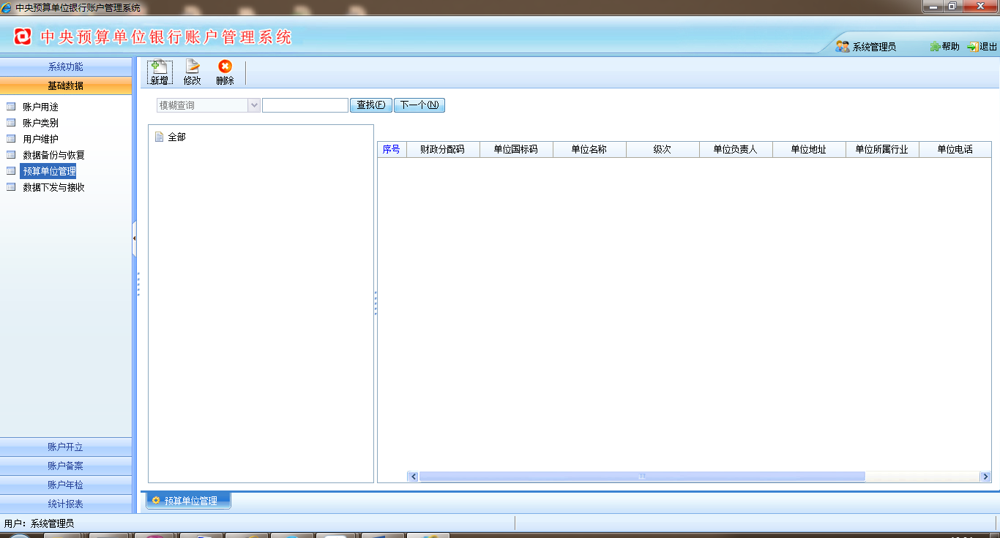 中央预算单位银行账户管理系统
中央预算单位银行账户管理系统
系统管理员 帮助 退出
系统功能
基础数据
账户用途
账户类别
用户维护
数据备份与恢复
预算单位管理
数据下发与接收
账户开立
账户备案
账户年检
统计报表
新增 修改 删除
模糊查询 查找(F) 下一个(N)
全部
序号 财政分配码 单位国标码 单位名称 级次 单位负责人 单位地址 单位所属行业 单位电话
预算单位管理
用户：系统管理员